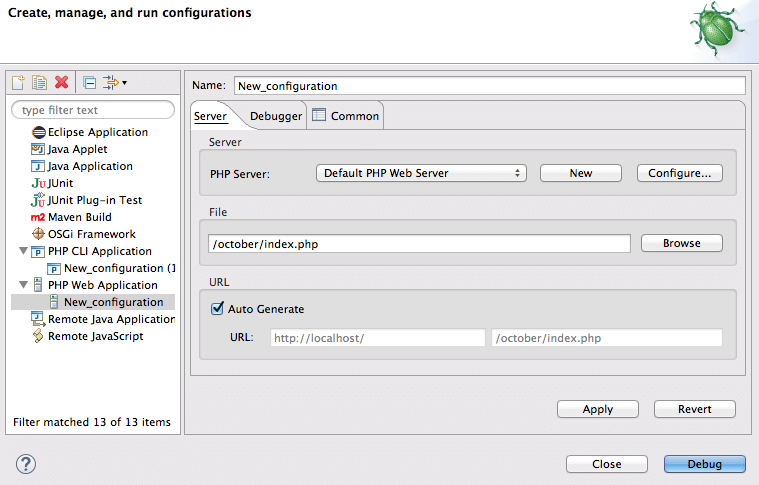 Create, manage, and run configurations
type filter text
Eclipse Application
Java Applet
Java Application
JUnit
JUnit Plug-in Test
m2 Maven Build
OSGi Framework
PHP CLI Application
New_configuration (1
PHP Web Application
New_configuration
Remote Java Application
Remote JavaScript
Filter matched 13 of 13 items
Name: New_configuration
Server Debugger Common
Server
PHP Server: Default PHP Web Server New Configure...
File
/october/index.php Browse
URL
Auto Generate
URL: http://localhost/ /october/index.php
Apply Revert
? Close Debug